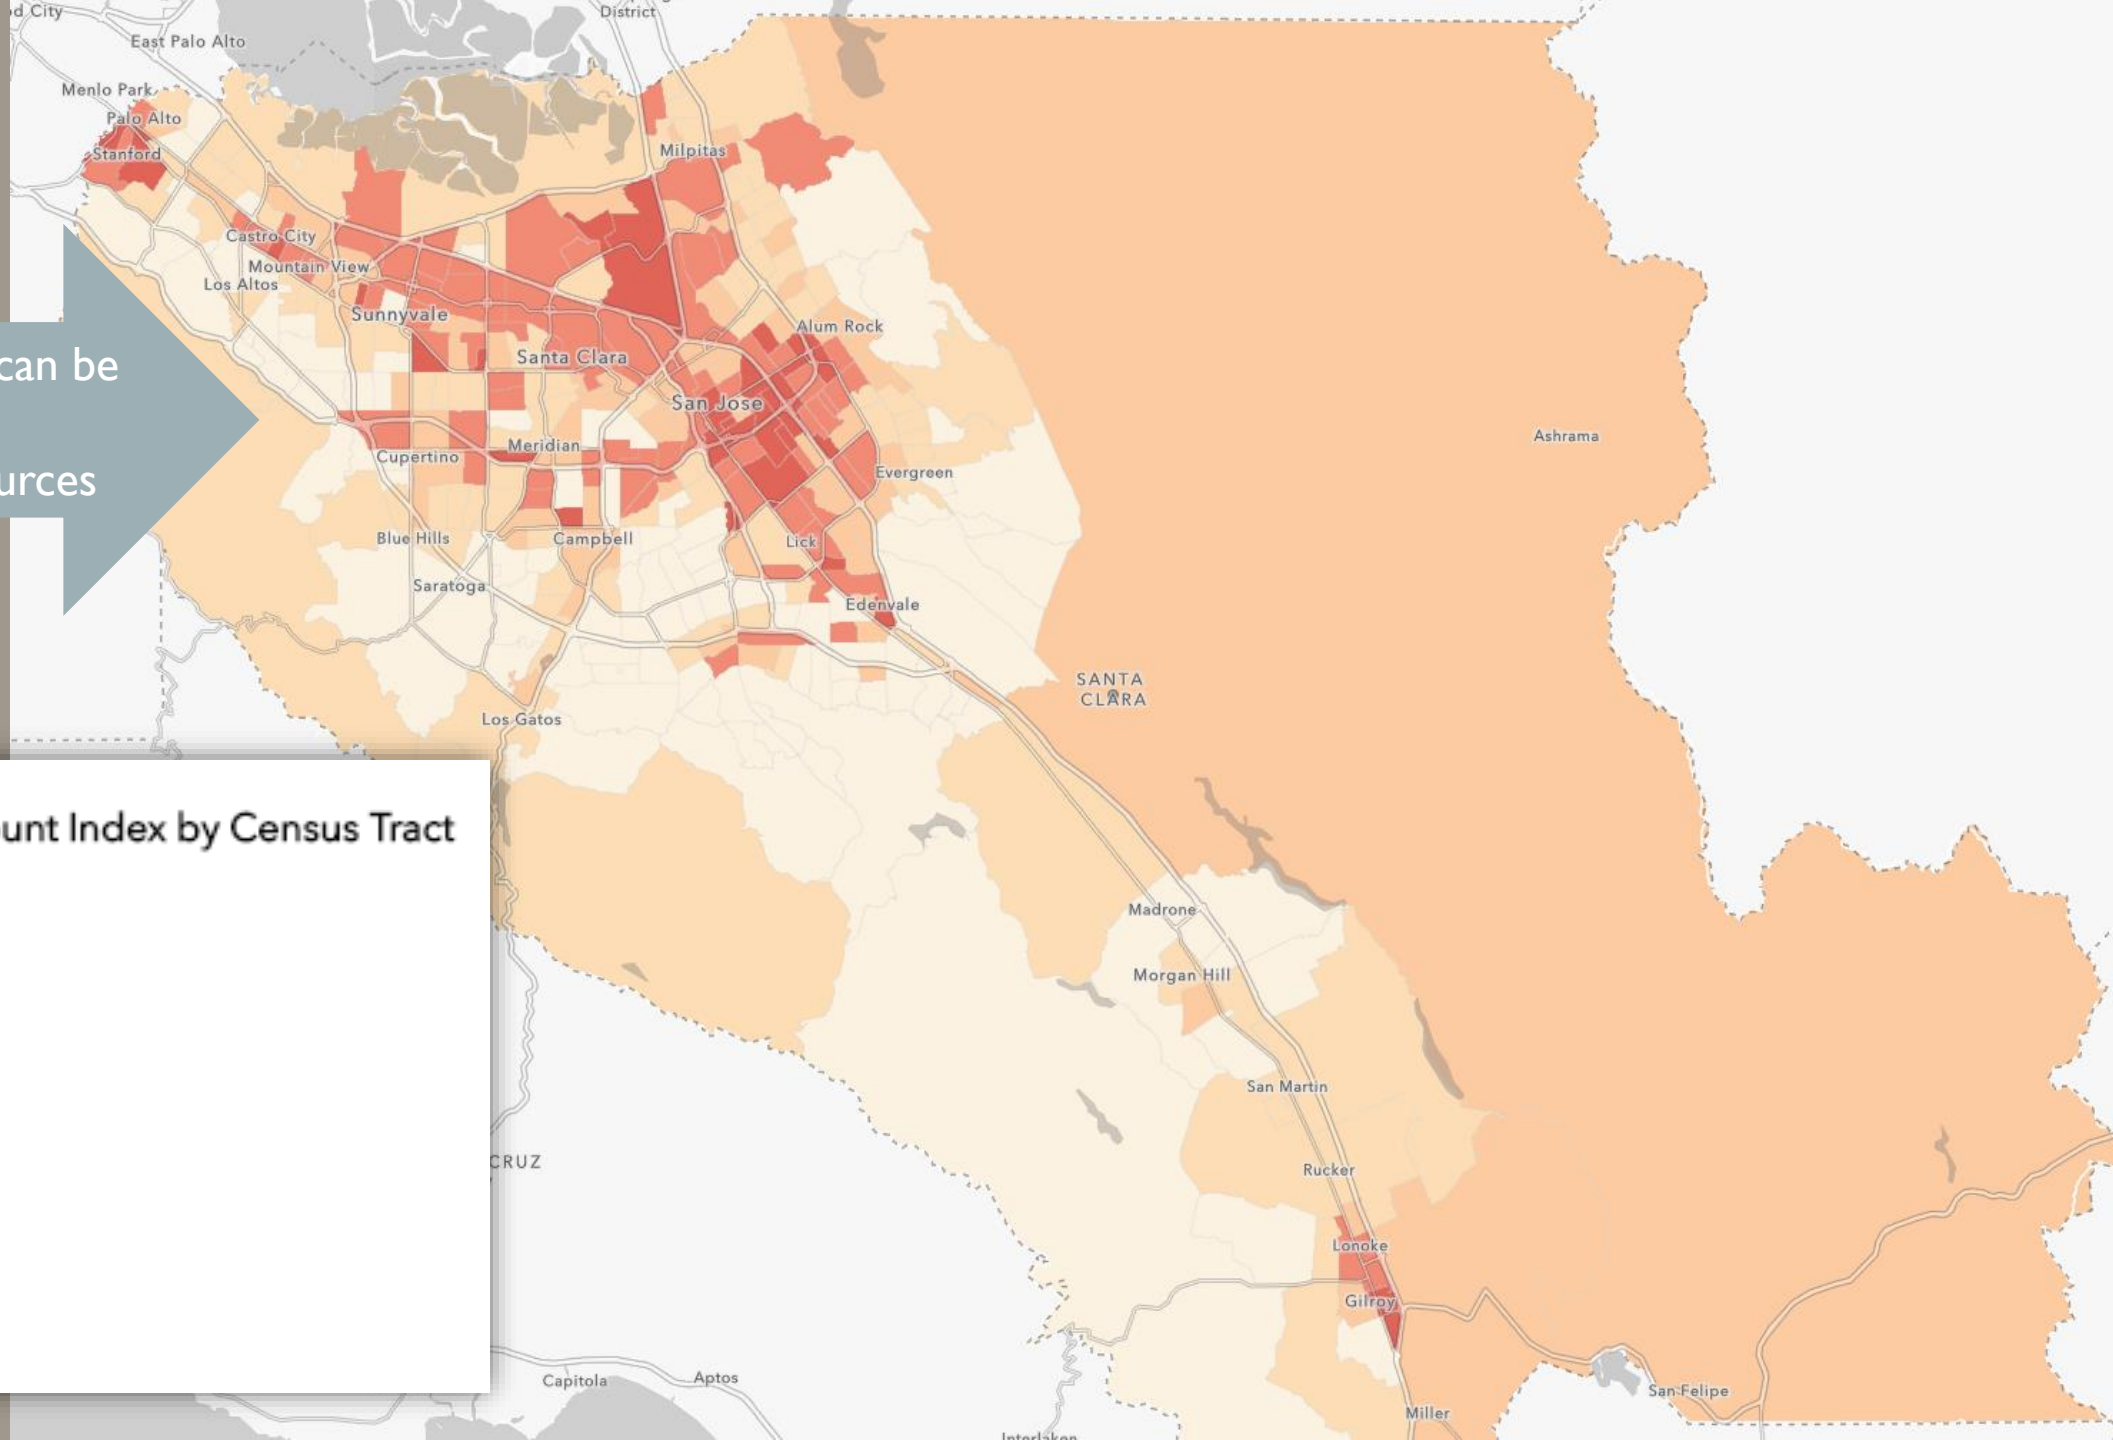 d City
District
East Palo Alto
Menlo Park
Palo Alto
Stanford
Milpitas
Castro City
Mountain View
Los Altos
Sunnyvale
Alum Rock
Santa Clara
can be
San Jose
Ashrama
Meridian
Cupertino
Evergreen
urces
Blue Hills
Campbell
Lick
Saratoga
Edenvale
SANTA
CLARA
Los Gatos
unt Index by Census Tract
Madrone
Morgan Hill
San Martin
CRUZ
Rucker
Lonoke
Gilroy
Capitola
Aptos
San Felipe
Miller
Interlaken